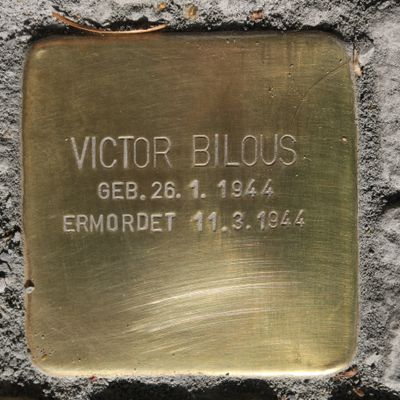 VICTOR BILOUS
GEB. 26. 1. 1944
ERMORDET 11. 3. 1944